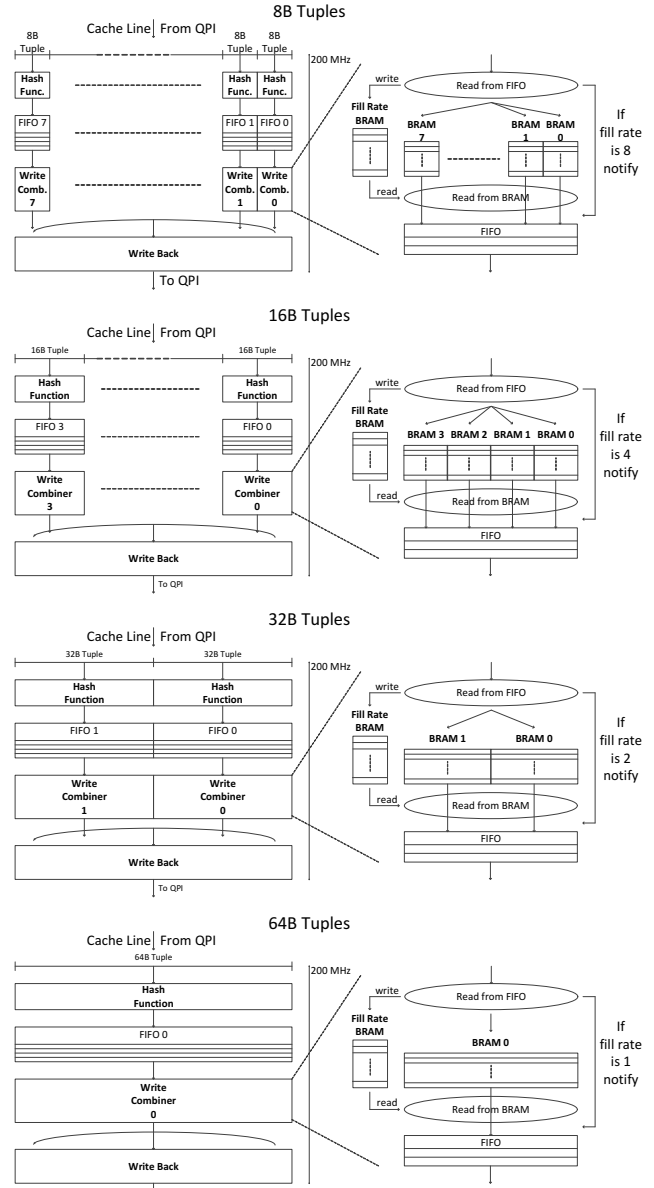 8B Tuples
8B
Tuple
Cache Line From QPI
8B
Tuple
8B
Tuple
200 MHz
Hash
Func.
Hash
Func.
Hash
Func.
FIFO 7
FIFO 1
FIFO 0
Write
Comb.
7
Write
Comb.
1
Write
Comb.
0
Write Back
To QPI
write
Read from FIFO
Fill Rate
BRAM
BRAM
7
BRAM
1
BRAM
0
If
fill rate
is 8
notify
read
Read from BRAM
FIFO
16B Tuples
Cache Line From QPI
16B Tuple
16B Tuple
200 MHz
Hash
Function
Hash
Function
FIFO 3
FIFO 0
Write
Combiner
3
Write
Combiner
0
Write Back
To QPI
write
Read from FIFO
Fill Rate
BRAM
BRAM 3
BRAM 2
BRAM 1
BRAM 0
If
fill rate
is 4
notify
read
Read from BRAM
FIFO
32B Tuples
Cache Line From QPI
32B Tuple
32B Tuple
200 MHz
Hash
Function
Hash
Function
FIFO 1
FIFO 0
Write
Combiner
1
Write
Combiner
0
Write Back
To QPI
write
Read from FIFO
Fill Rate
BRAM
BRAM 1
BRAM 0
If
fill rate
is 2
notify
read
Read from BRAM
FIFO
64B Tuples
Cache Line From QPI
64B Tuple
200 MHz
Hash
Function
FIFO 0
Write
Combiner
0
Write Back
write
Read from FIFO
Fill Rate
BRAM
BRAM 0
If
fill rate
is 1
notify
read
Read from BRAM
FIFO